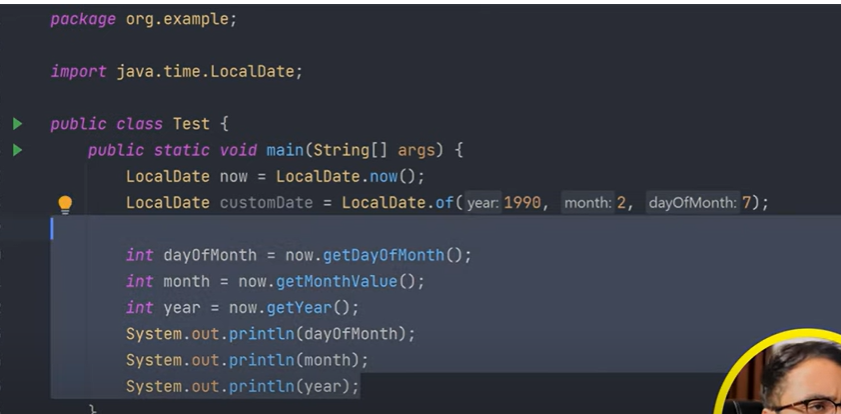 package org.example;
import java.time.LocalDate;
public class Test {
public static void main(String[] args) {
LocalDate now = LocalDate.now();
LocalDate customDate = LocalDate.of( year: 1990, month: 2, dayOfMonth: 7);
int dayOfMonth = now.getDayOfMonth();
int month = now.getMonthValue();
int year = now.getYear();
System.out.println(dayOfMonth);
System.out.println(month);
System.out.println(year);
}